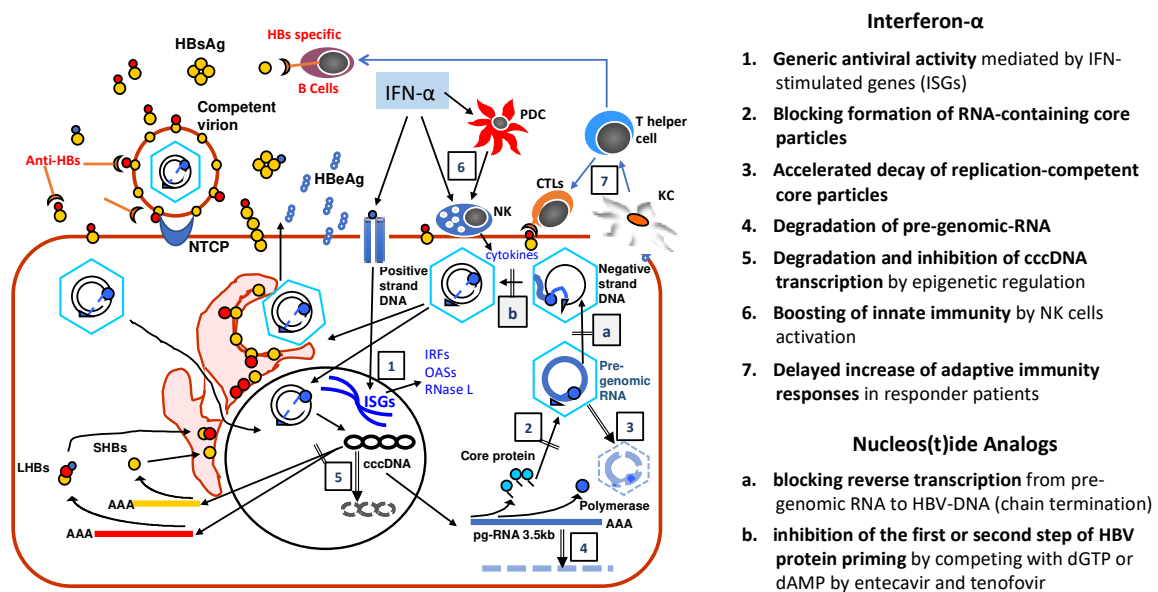 HBs specific
B Cells
HBsAg
Competent
virion
Anti-HBs
NTCP
HBeAg
IFN-α
PDC
6
NK
cytokines
CTLs
T helper
cell
7
KC
Positive
strand
DNA
Negative
strand
DNA
b
a
1
IRFs
OASs
RNase L
ISGs
Pre-
genomic
RNA
2
3
Core protein
cccDNA
5
LHBs
SHBs
AAA
AAA
Polymerase
AAA
pg-RNA 3.5kb
4
Interferon-α
1. Generic antiviral activity mediated by IFN-
stimulated genes (ISGs)
2. Blocking formation of RNA-containing core
particles
3. Accelerated decay of replication-competent
core particles
4. Degradation of pre-genomic-RNA
5. Degradation and inhibition of cccDNA
transcription by epigenetic regulation
6. Boosting of innate immunity by NK cells
activation
7. Delayed increase of adaptive immunity
responses in responder patients
Nucleos(t)ide Analogs
a. blocking reverse transcription from pre-
genomic RNA to HBV-DNA (chain termination)
b. inhibition of the first or second step of HBV
protein priming by competing with dGTP or
dAMP by entecavir and tenofovir